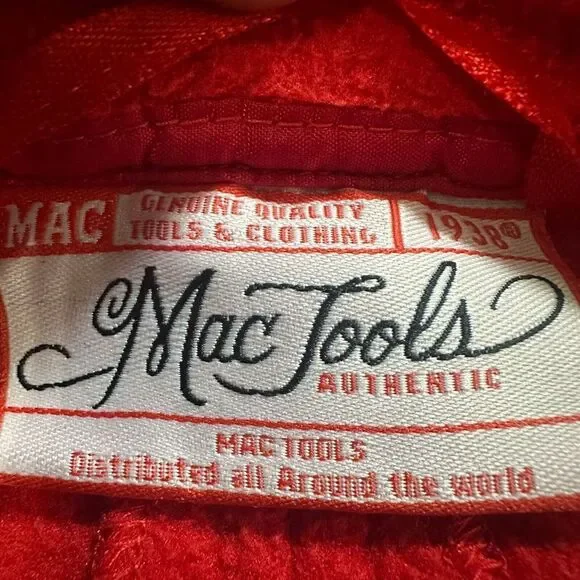 MAC
GENUINE QUALITY
TOOLS & CLOTHING
1938®
Mac Tools
AUTHENTIC
MAC TOOLS
Distributed all Around the world